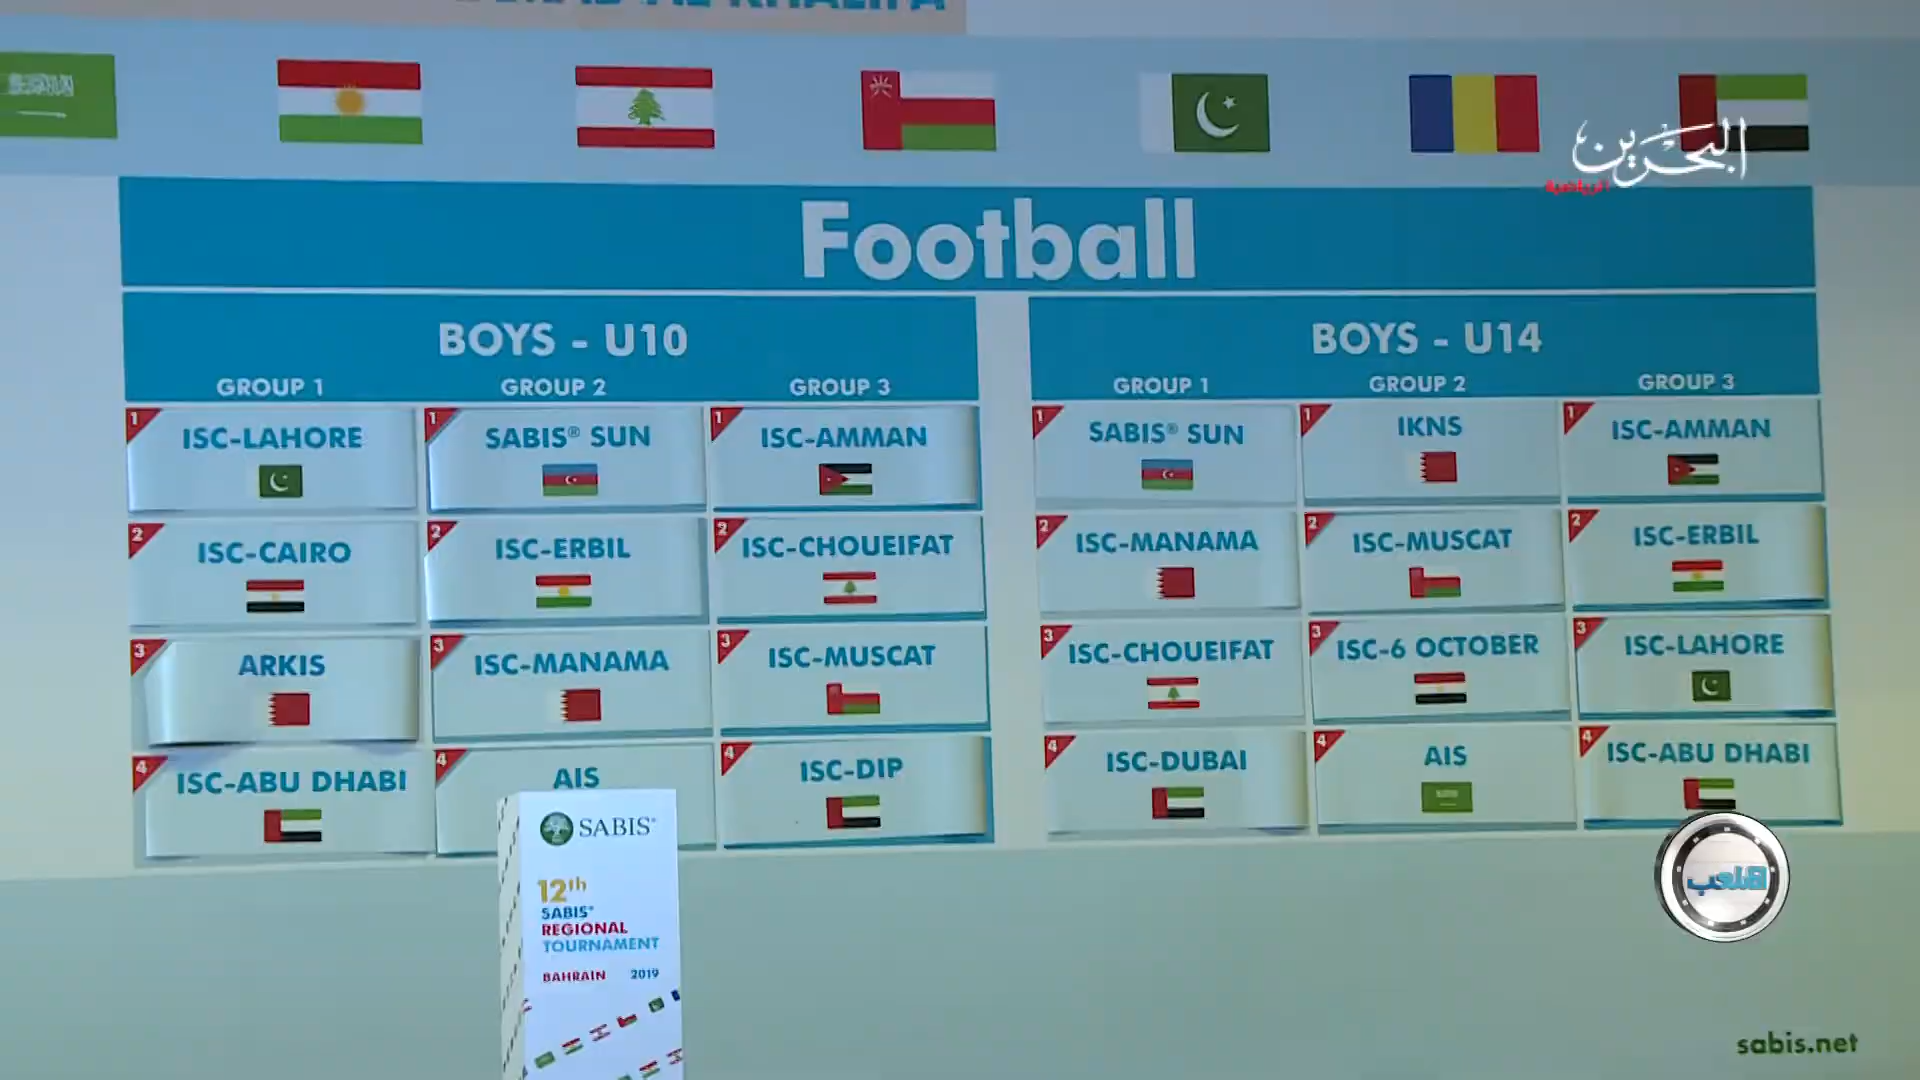 البحرين
الرياضية
Football
BOYS - U10
GROUP 1
GROUP 2
GROUP 3
1
ISC-LAHORE
1
SABIS® SUN
1
ISC-AMMAN
2
ISC-CAIRO
2
ISC-ERBIL
2
ISC-CHOUEIFAT
3
ARKIS
3
ISC-MANAMA
3
ISC-MUSCAT
4
ISC-ABU DHABI
4
AIS
4
ISC-DIP
BOYS - U14
GROUP 1
GROUP 2
GROUP 3
1
SABIS® SUN
1
IKNS
1
ISC-AMMAN
2
ISC-MANAMA
2
ISC-MUSCAT
2
ISC-ERBIL
3
ISC-CHOUEIFAT
3
ISC-6 OCTOBER
3
ISC-LAHORE
4
ISC-DUBAI
4
AIS
4
ISC-ABU DHABI
SABIS®
12th
SABIS®
REGIONAL
TOURNAMENT
BAHRAIN 2019
sabis.net